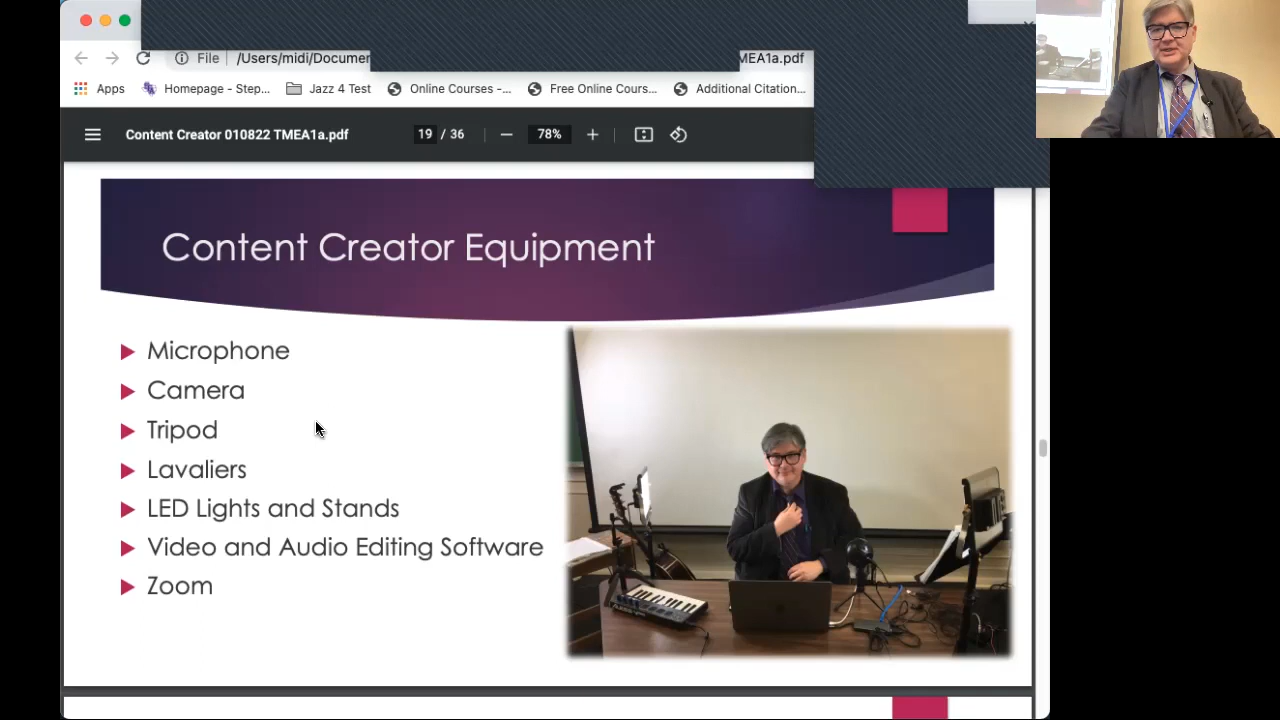 File /Users/midi/Documen MEA1a.pdf
Apps Homepage - Step... Jazz 4 Test Online Courses –... Free Online Cours... Additional Citation...
Content Creator 010822 TMEA1a.pdf 19 / 36 78%
Content Creator Equipment
Microphone
Camera
Tripod
Lavaliers
LED Lights and Stands
Video and Audio Editing Software
Zoom